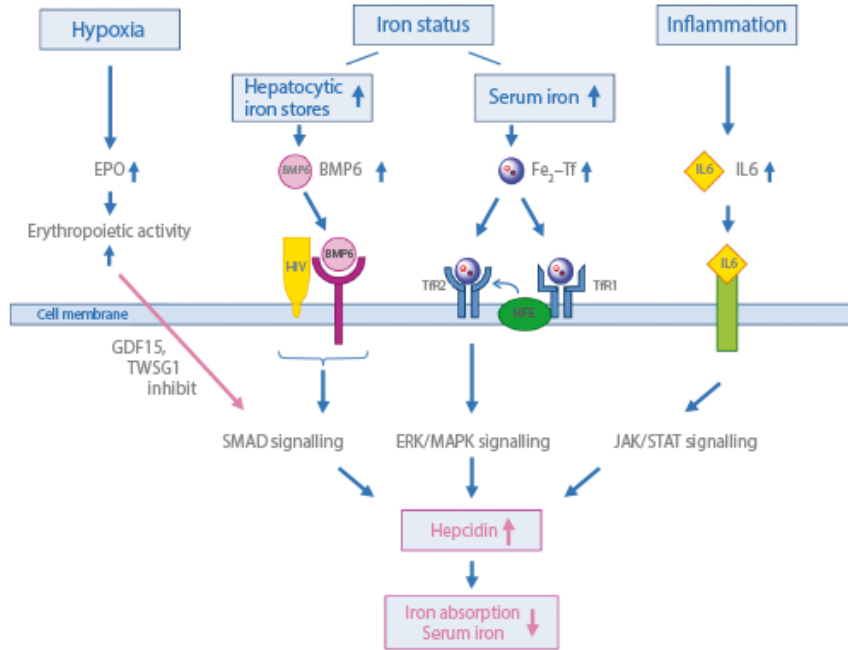 Hypoxia
Iron status
Inflammation
Hepatocytic
iron stores
Serum iron
EPO
BMP6
BMP6
Fe2–Tf
IL6
IL6
Erythropoietic activity
HIV
BMP6
TfR2
TfR1
IL6
Cell membrane
HFE
GDF15,
TWSG1
inhibit
SMAD signalling
ERK/MAPK signalling
JAK/STAT signalling
Hepcidin
Iron absorption
Serum iron